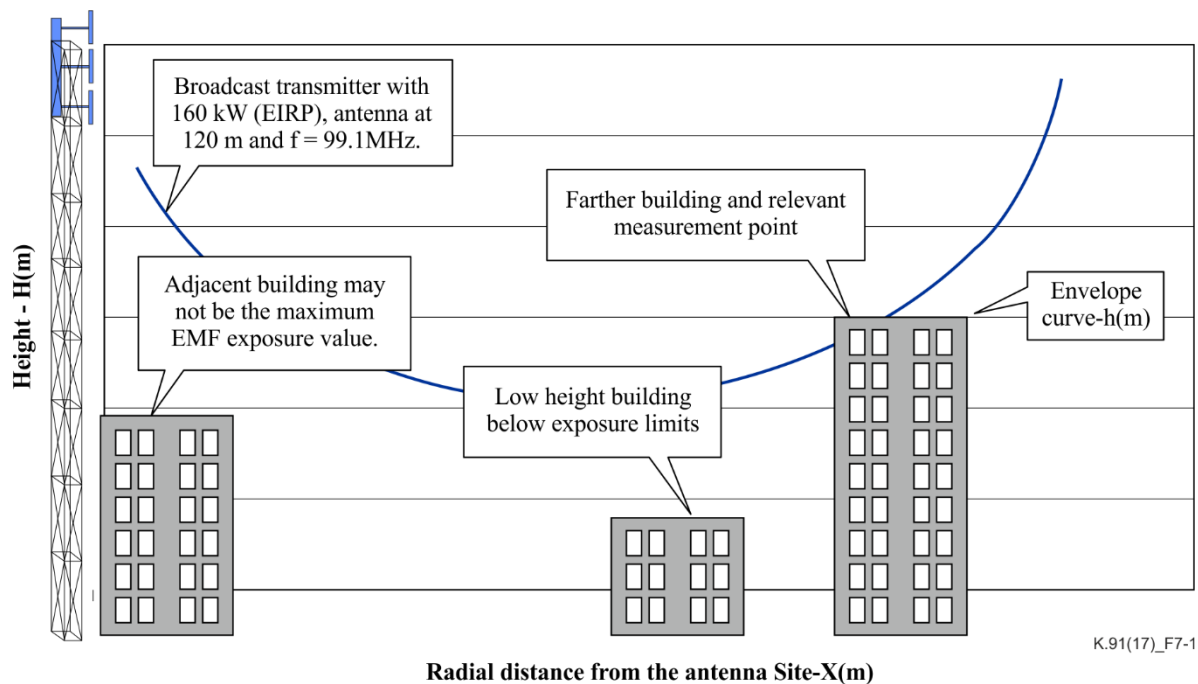 Broadcast transmitter with
160 kW (EIRP), antenna at
120 m and f = 99.1MHz.
Farther building and relevant
measurement point
Adjacent building may
not be the maximum
EMF exposure value.
Envelope
curve-h(m)
Low height building
below exposure limits
Height - H(m)
K.91(17)_F7-1
Radial distance from the antenna Site-X(m)